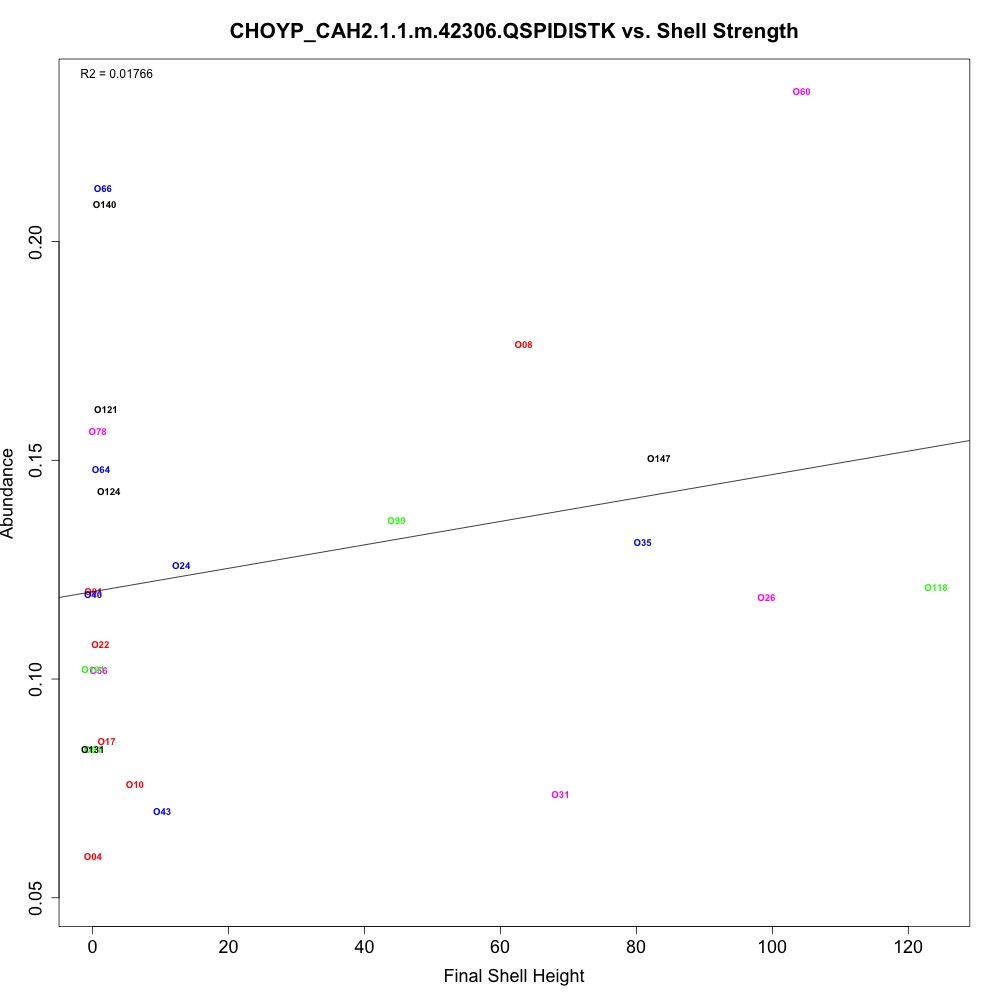 CHOYP_CAH2.1.1.m.42306.QSPIDISTK vs. Shell Strength
R2 = 0.01766
O60
O66
O140
0.20
O08
O121
O78
0.15
O147
O64
O124
O99
Abundance
O35
O24
O118
O40
O26
O22
O56
0.10
O17
O131
O10
O31
O43
O04
0.05
0 20 40 60 80 100 120
Final Shell Height